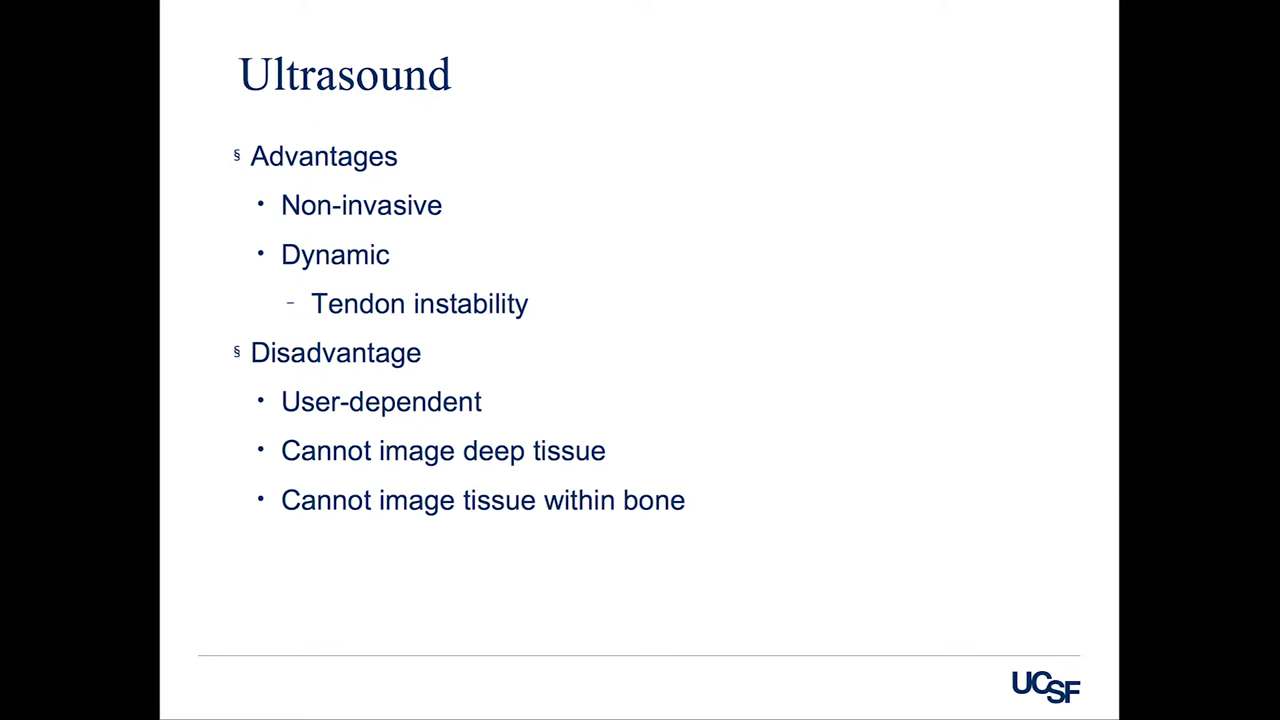 Ultrasound
§ Advantages
• Non-invasive
• Dynamic
– Tendon instability
§ Disadvantage
• User-dependent
• Cannot image deep tissue
• Cannot image tissue within bone
UCSF